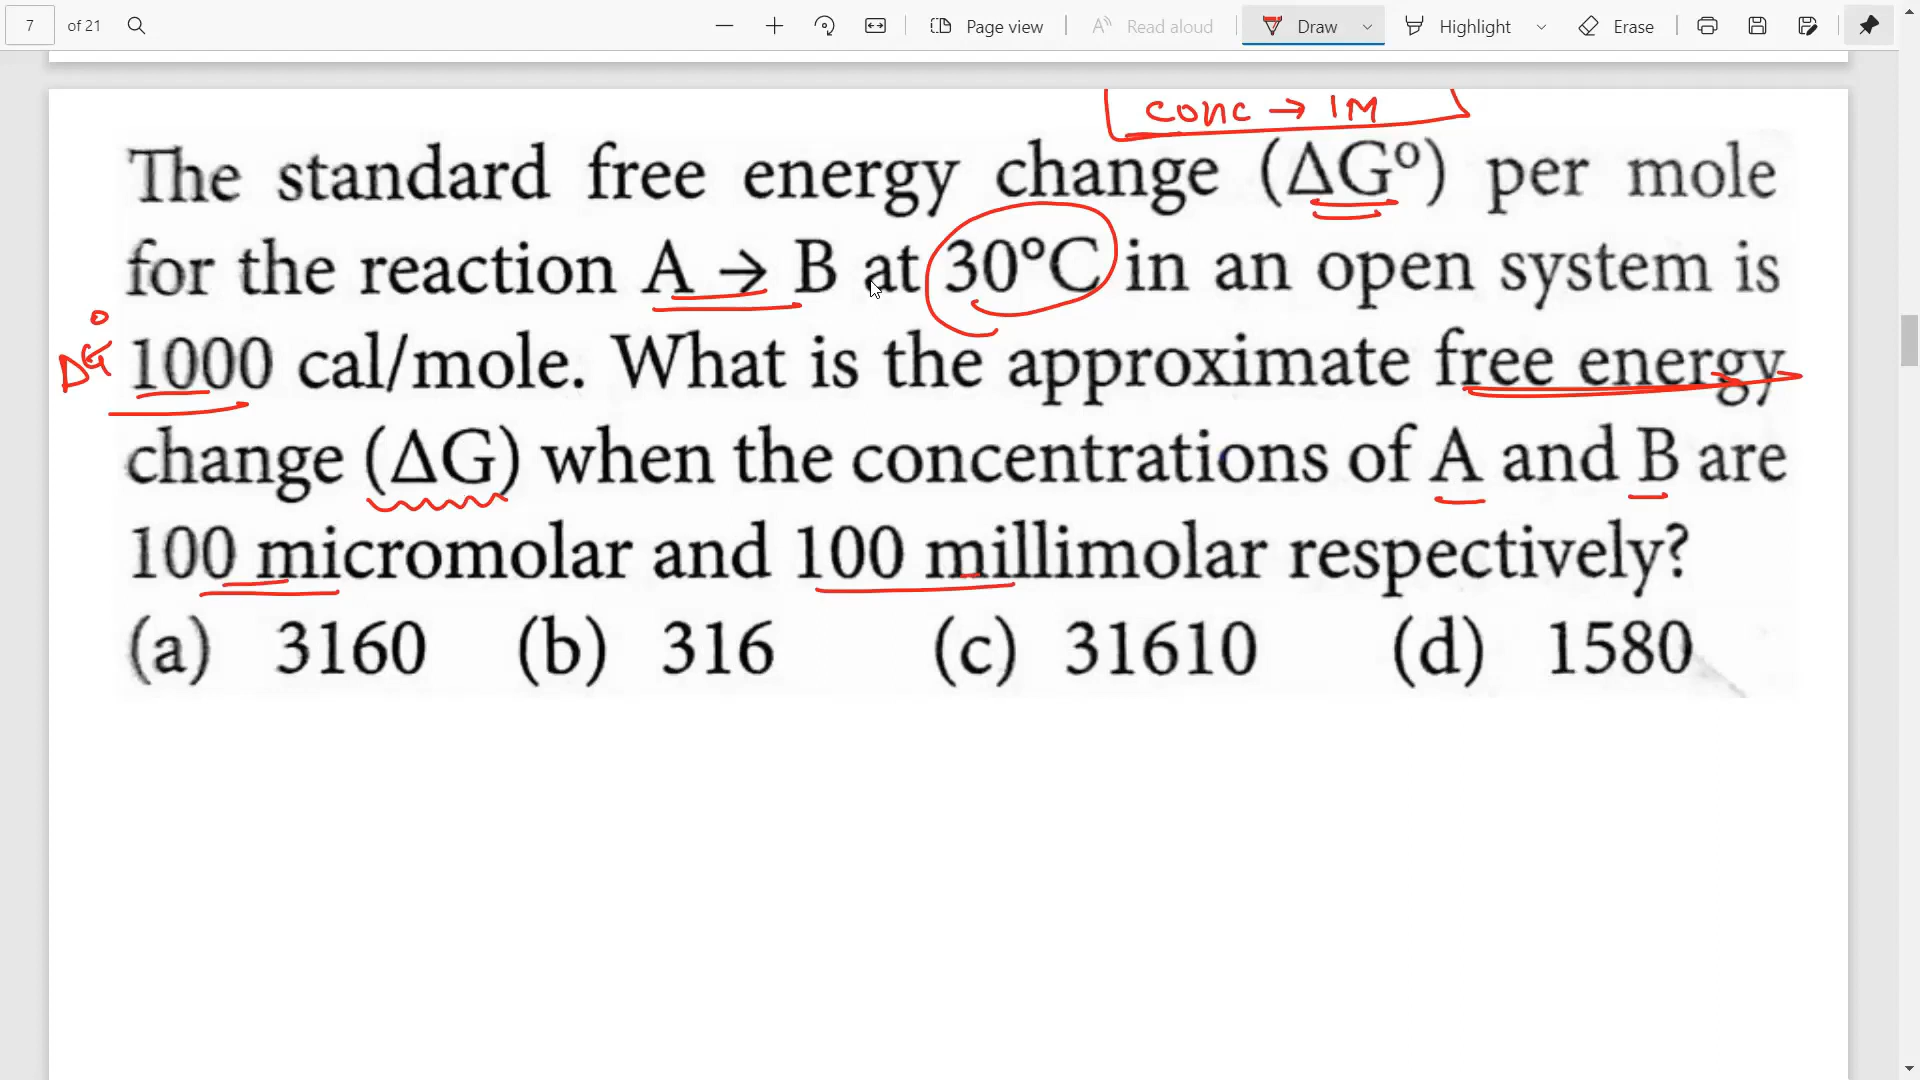 7 of 21 Page view Read aloud Draw Highlight Erase
conc → 1M
The standard free energy change (ΔG°) per mole
for the reaction A → B at 30°C in an open system is
ΔG° 1000 cal/mole. What is the approximate free energy
change (ΔG) when the concentrations of A and B are
100 micromolar and 100 millimolar respectively?
(a) 3160 (b) 316 (c) 31610 (d) 1580